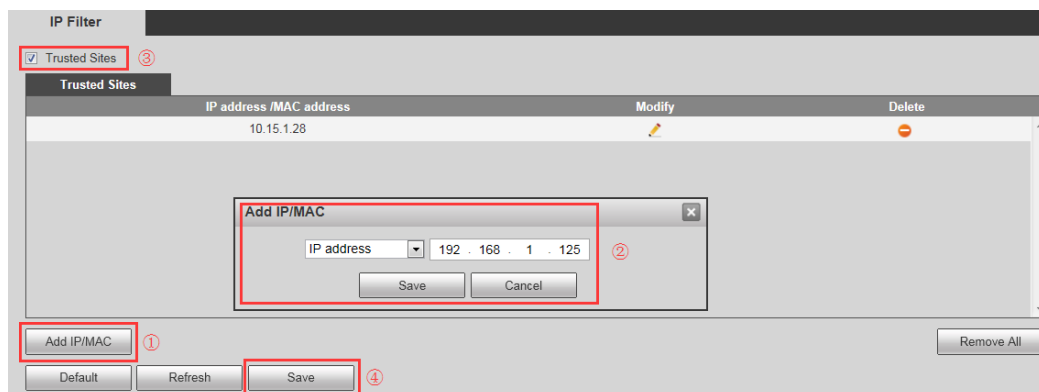 IP Filter
Trusted Sites ③
Trusted Sites
IP address /MAC address Modify Delete
10.15.1.28
Add IP/MAC
IP address 192 . 168 . 1 . 125 ②
Save Cancel
Add IP/MAC ① Remove All
Default Refresh Save ④